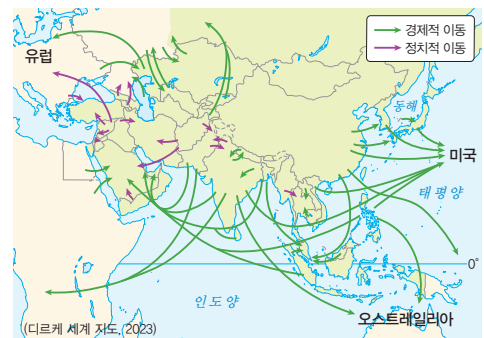 경제적 이동
정치적 이동
유럽
동해
미국
태평양
0°
인도양
오스트레일리아
(디르케 세계 지도, 2023)